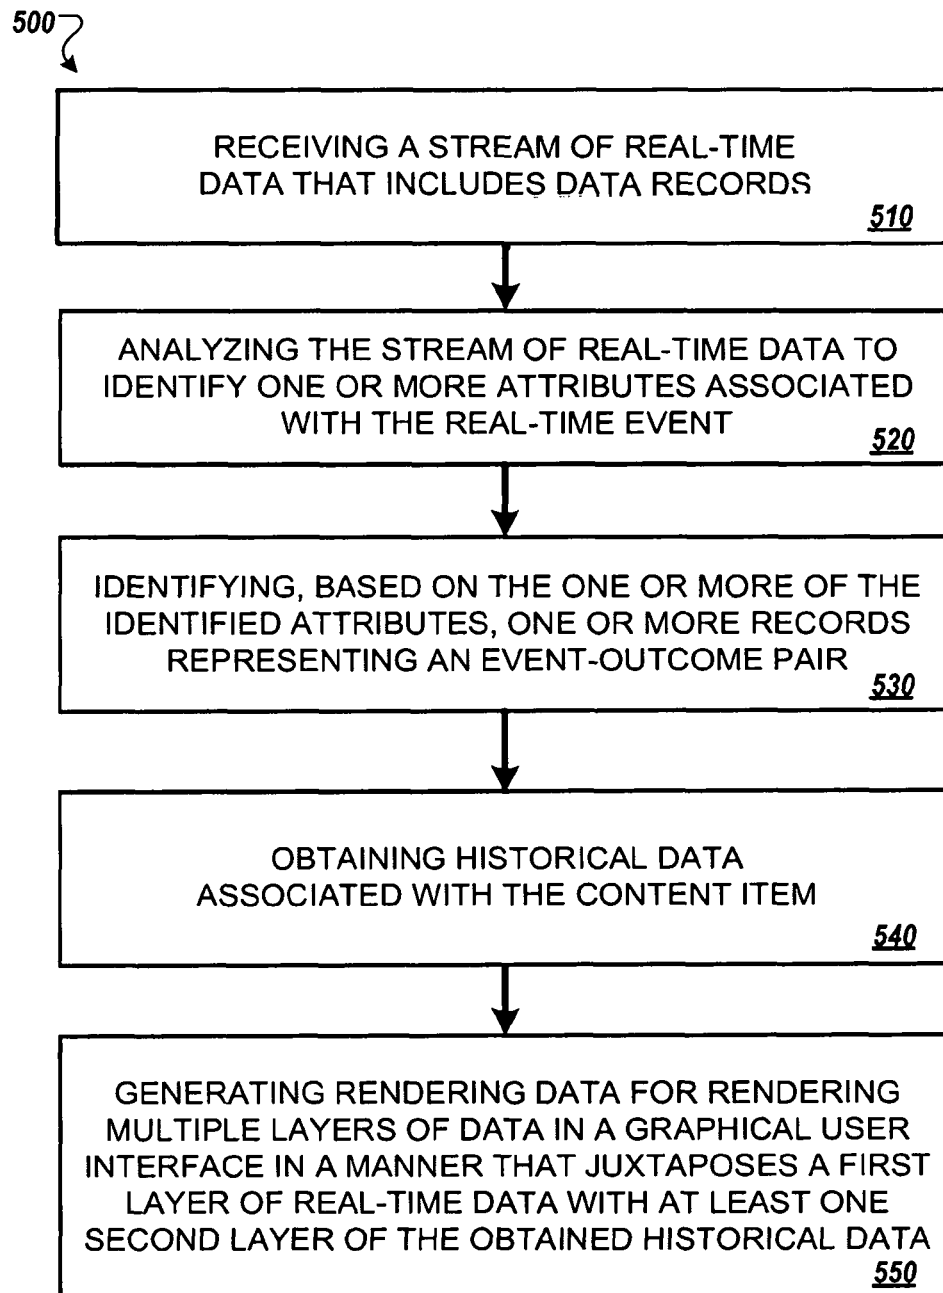 500
RECEIVING A STREAM OF REAL-TIME
DATA THAT INCLUDES DATA RECORDS
510
ANALYZING THE STREAM OF REAL-TIME DATA TO
IDENTIFY ONE OR MORE ATTRIBUTES ASSOCIATED
WITH THE REAL-TIME EVENT
520
IDENTIFYING, BASED ON THE ONE OR MORE OF THE
IDENTIFIED ATTRIBUTES, ONE OR MORE RECORDS
REPRESENTING AN EVENT-OUTCOME PAIR
530
OBTAINING HISTORICAL DATA
ASSOCIATED WITH THE CONTENT ITEM
540
GENERATING RENDERING DATA FOR RENDERING
MULTIPLE LAYERS OF DATA IN A GRAPHICAL USER
INTERFACE IN A MANNER THAT JUXTAPOSES A FIRST
LAYER OF REAL-TIME DATA WITH AT LEAST ONE
SECOND LAYER OF THE OBTAINED HISTORICAL DATA
550